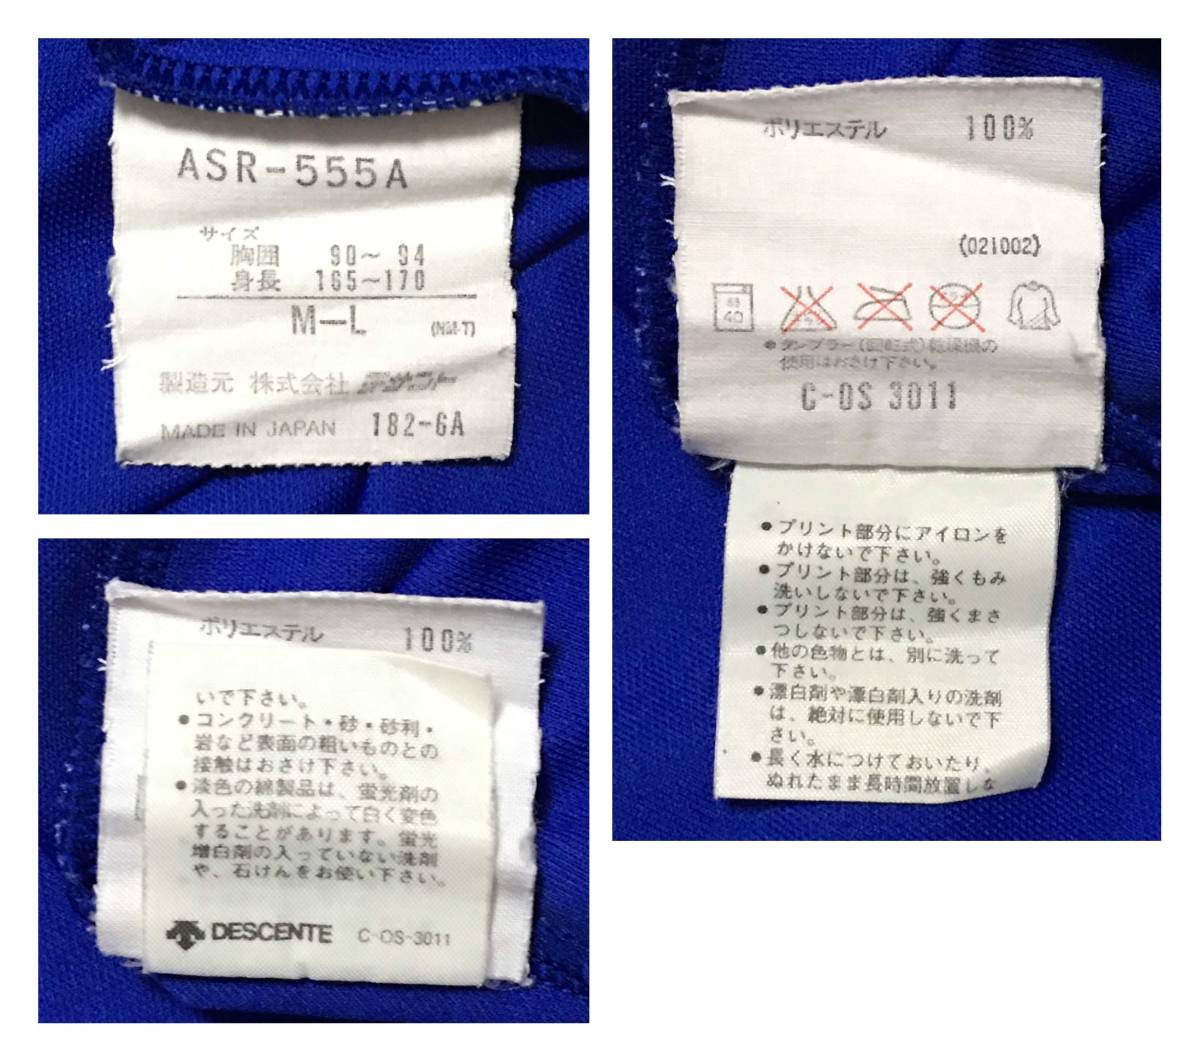 ASR-555A
サイズ
胸囲 90～94
身長 165～170
M-L (NM-T)
製造元 株式会社 デサント
MADE IN JAPAN 182-6A
ポリエステル 100%
(021002)
40
●タンブラー(回転式)乾燥機の
使用はおさけ下さい。
C-OS 3011
●プリント部分にアイロンを
かけないで下さい。
●プリント部分は、強くもみ
洗いしないで下さい。
●プリント部分は、強くまさ
つしないで下さい。
●他の色物とは、別に洗って
下さい。
●漂白剤や漂白剤入りの洗剤
は、絶対に使用しないで下
さい。
●長く水につけておいたり、
ぬれたまま長時間放置しな
ポリエステル 100%
いで下さい。
●コンクリート・砂・砂利・
岩など表面の粗いものとの
接触はおさけ下さい。
●淡色の綿製品は、蛍光剤の
入った洗剤によって白く変色
することがあります。蛍光
増白剤の入っていない洗剤
や、石けんをお使い下さい。
DESCENTE C-OS-3011